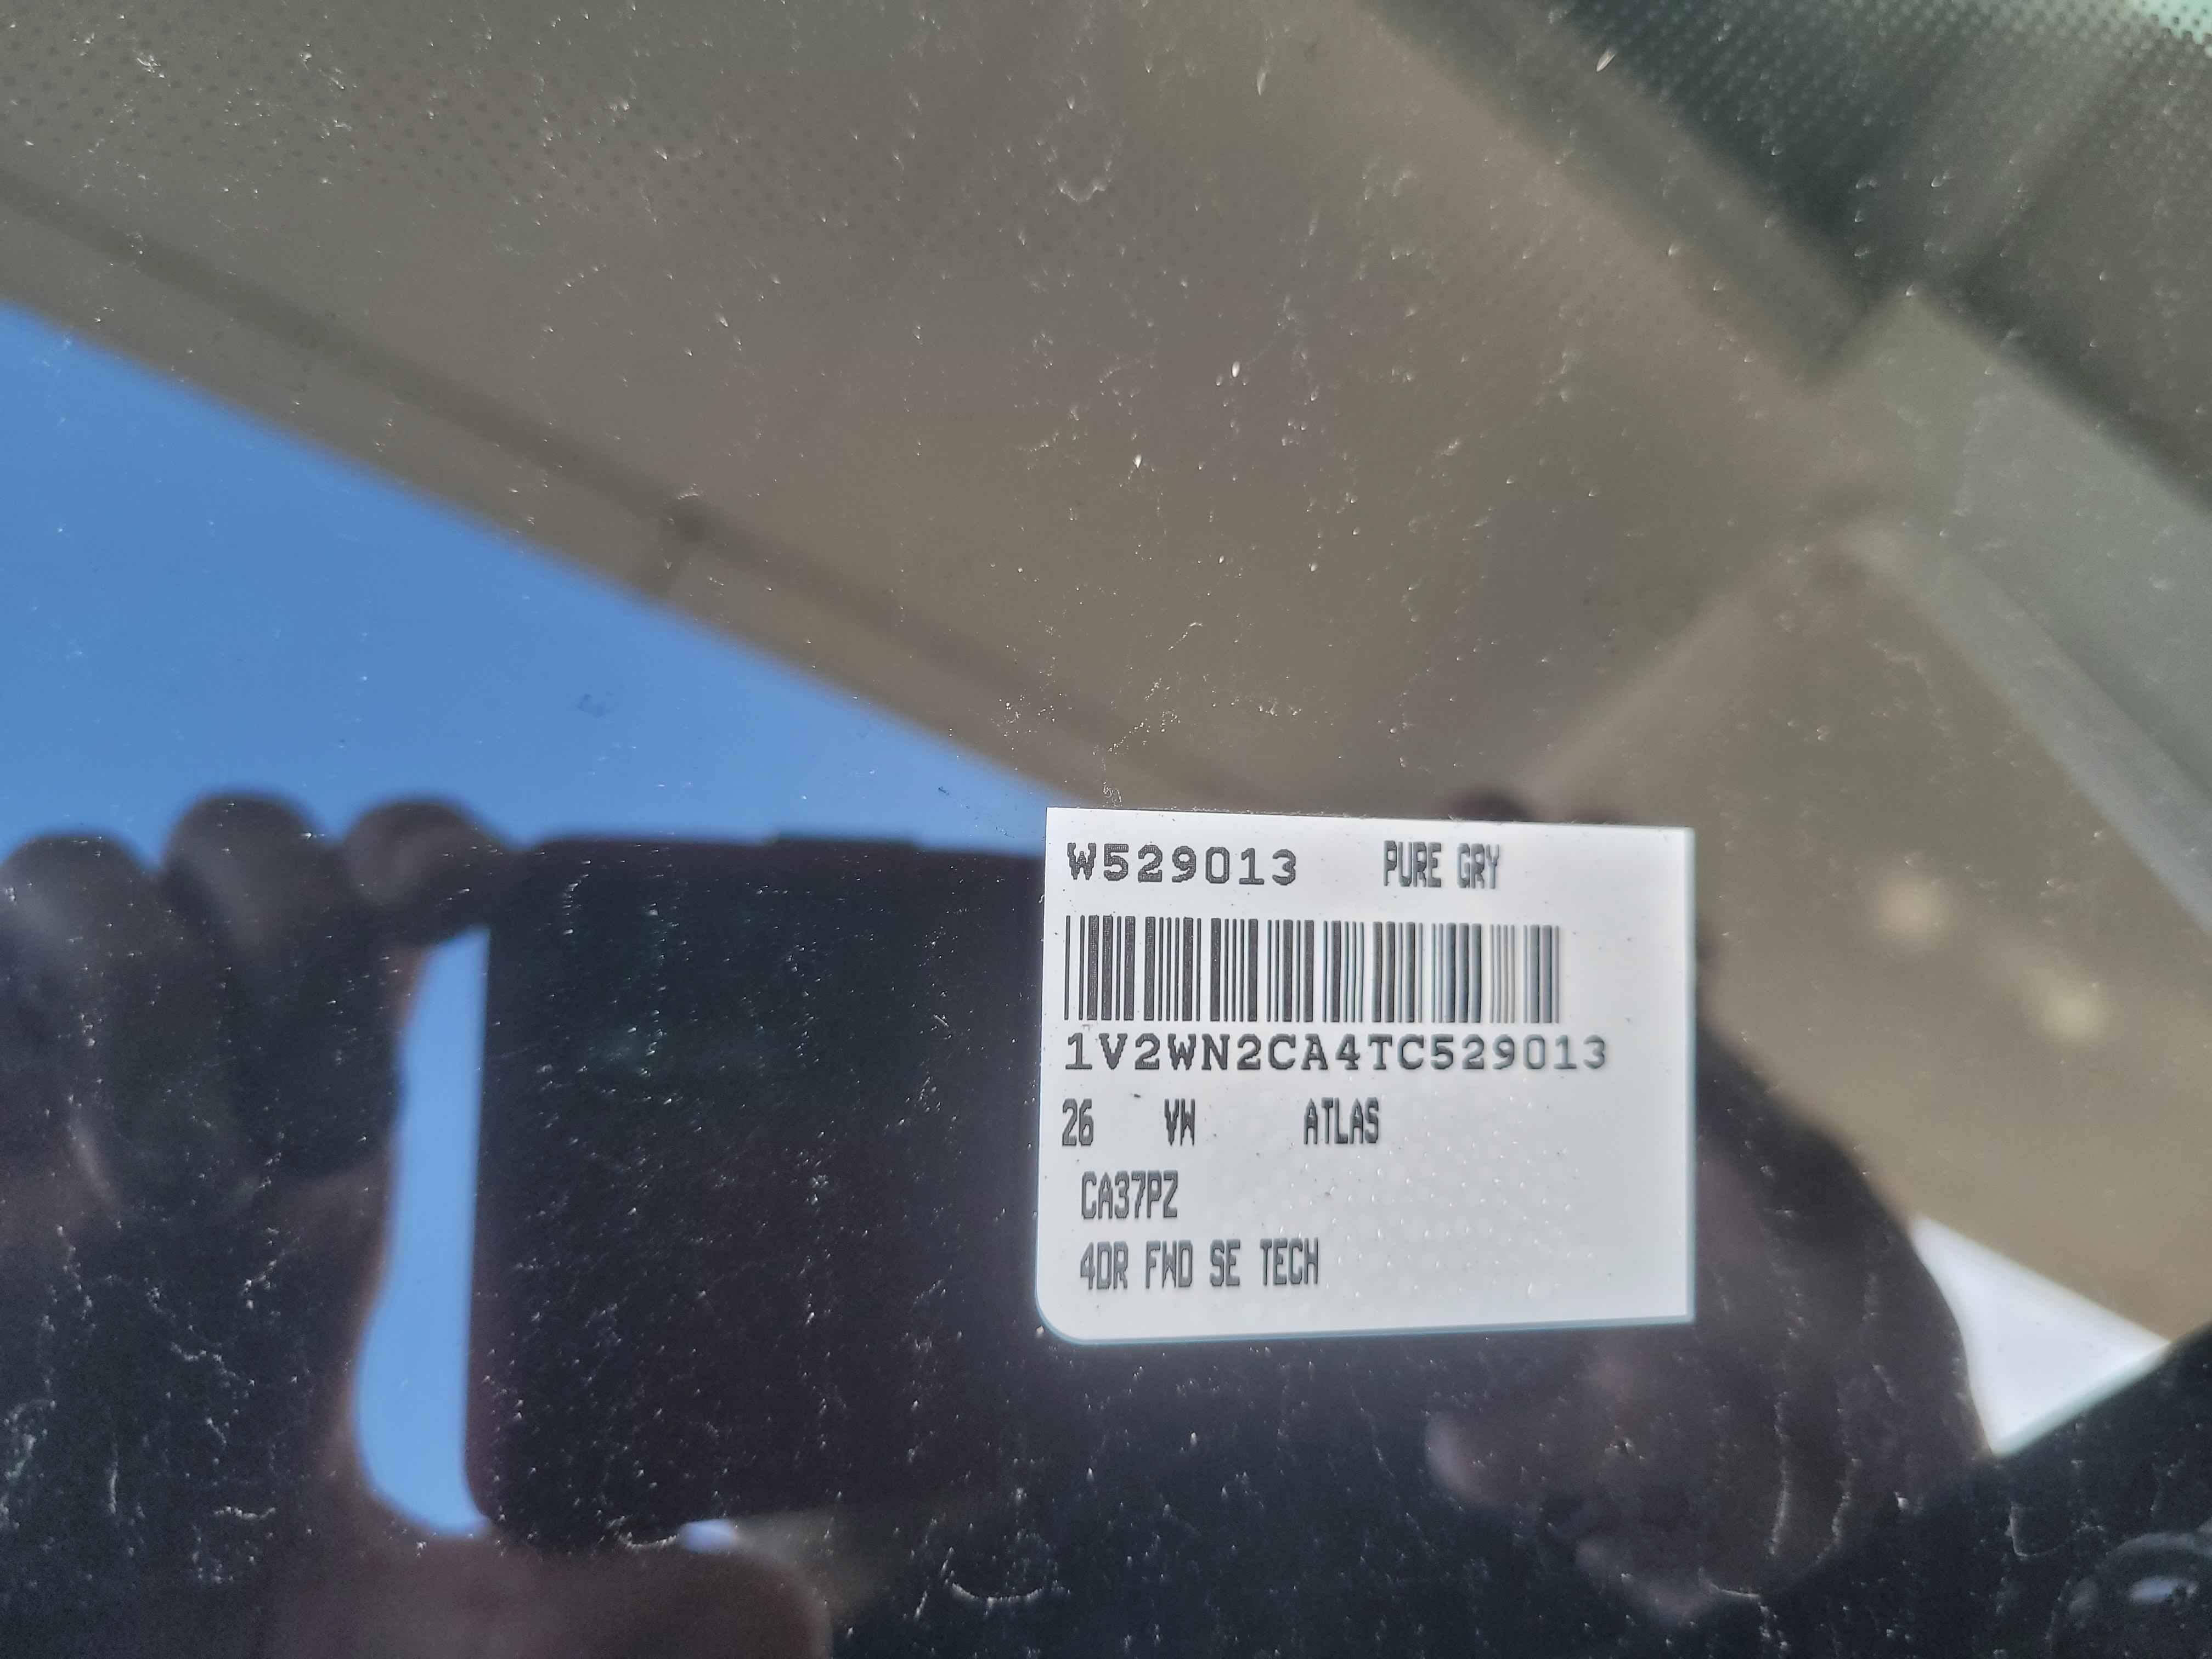 W529013 PURE GRY
1V2WN2CA4TC529013
26 VW ATLAS
CA37PZ
4DR FWD SE TECH